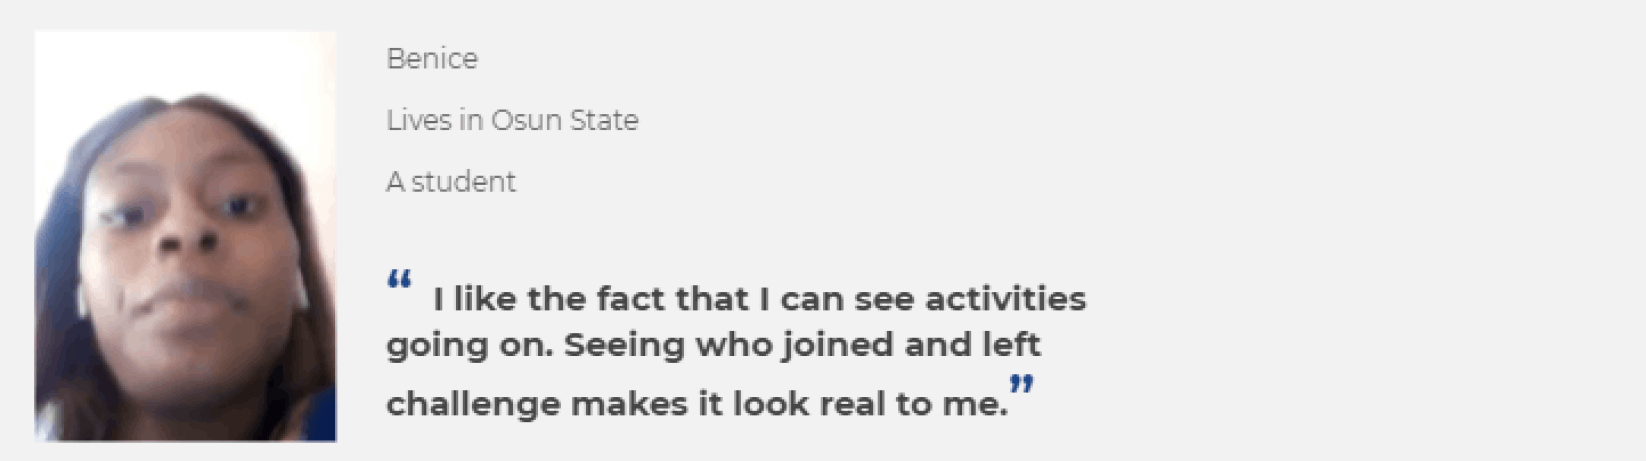 Benice
Lives in Osun State
A student
“ I like the fact that I can see activities
going on. Seeing who joined and left
challenge makes it look real to me.”